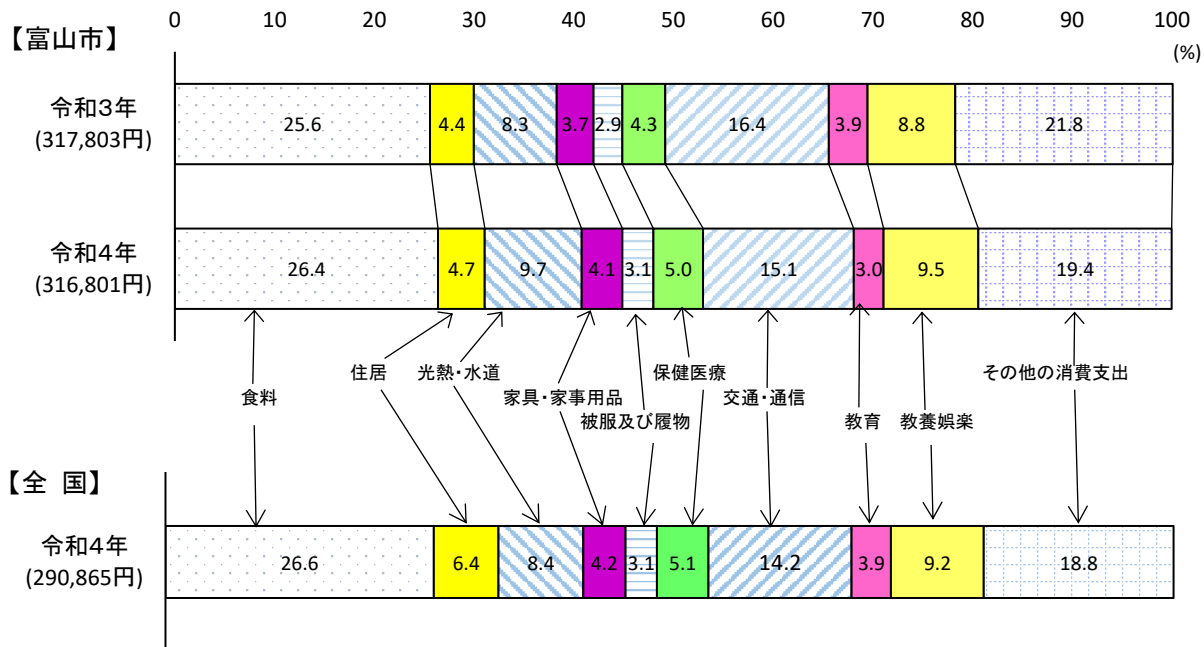 0 10 20 30 40 50 60 70 80 90 100
(%)
【富山市】
令和3年
(317,803円)
25.6 4.4 8.3 3.7 2.9 4.3 16.4 3.9 8.8 21.8
令和4年
(316,801円)
26.4 4.7 9.7 4.1 3.1 5.0 15.1 3.0 9.5 19.4
食料
住居
光熱・水道
家具・家事用品
被服及び履物
保健医療
交通・通信
教育
教養娯楽
その他の消費支出
【全 国】
令和4年
(290,865円)
26.6 6.4 8.4 4.2 3.1 5.1 14.2 3.9 9.2 18.8